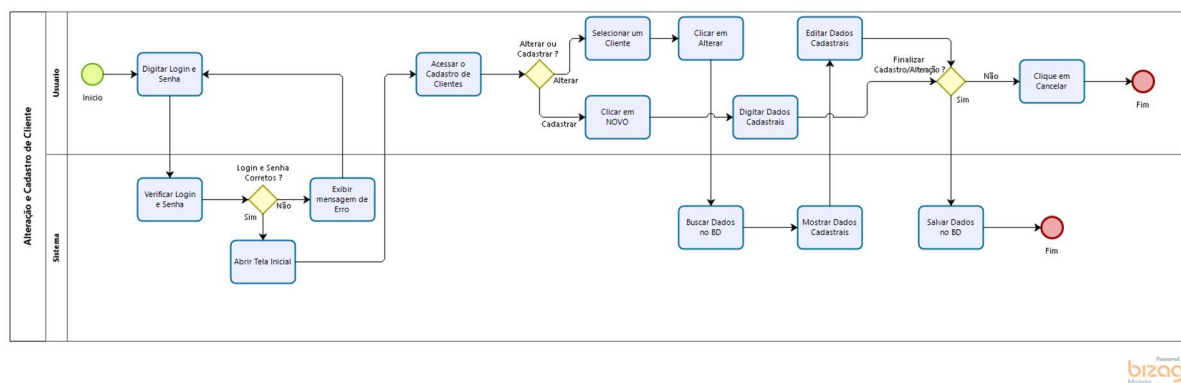 Alteração e Cadastro de Cliente
Usuario
Inicio
Digitar Login e
Senha
Acessar o
Cadastro de
Clientes
Alterar ou
Cadastrar ?
Alterar
Cadastrar
Selecionar um
Cliente
Clicar em
Alterar
Clicar em
NOVO
Digitar Dados
Cadastrais
Editar Dados
Cadastrais
Finalizar
Cadastro/Alteração ?
Não
Sim
Clique em
Cancelar
Fim
Sistema
Verificar Login
e Senha
Login e Senha
Corretos ?
Não
Sim
Exibir
mensagem de
Erro
Abrir Tela Inicial
Buscar Dados
no BD
Mostrar Dados
Cadastrais
Salvar Dados
no BD
Fim
Powered
bizag
Modeler